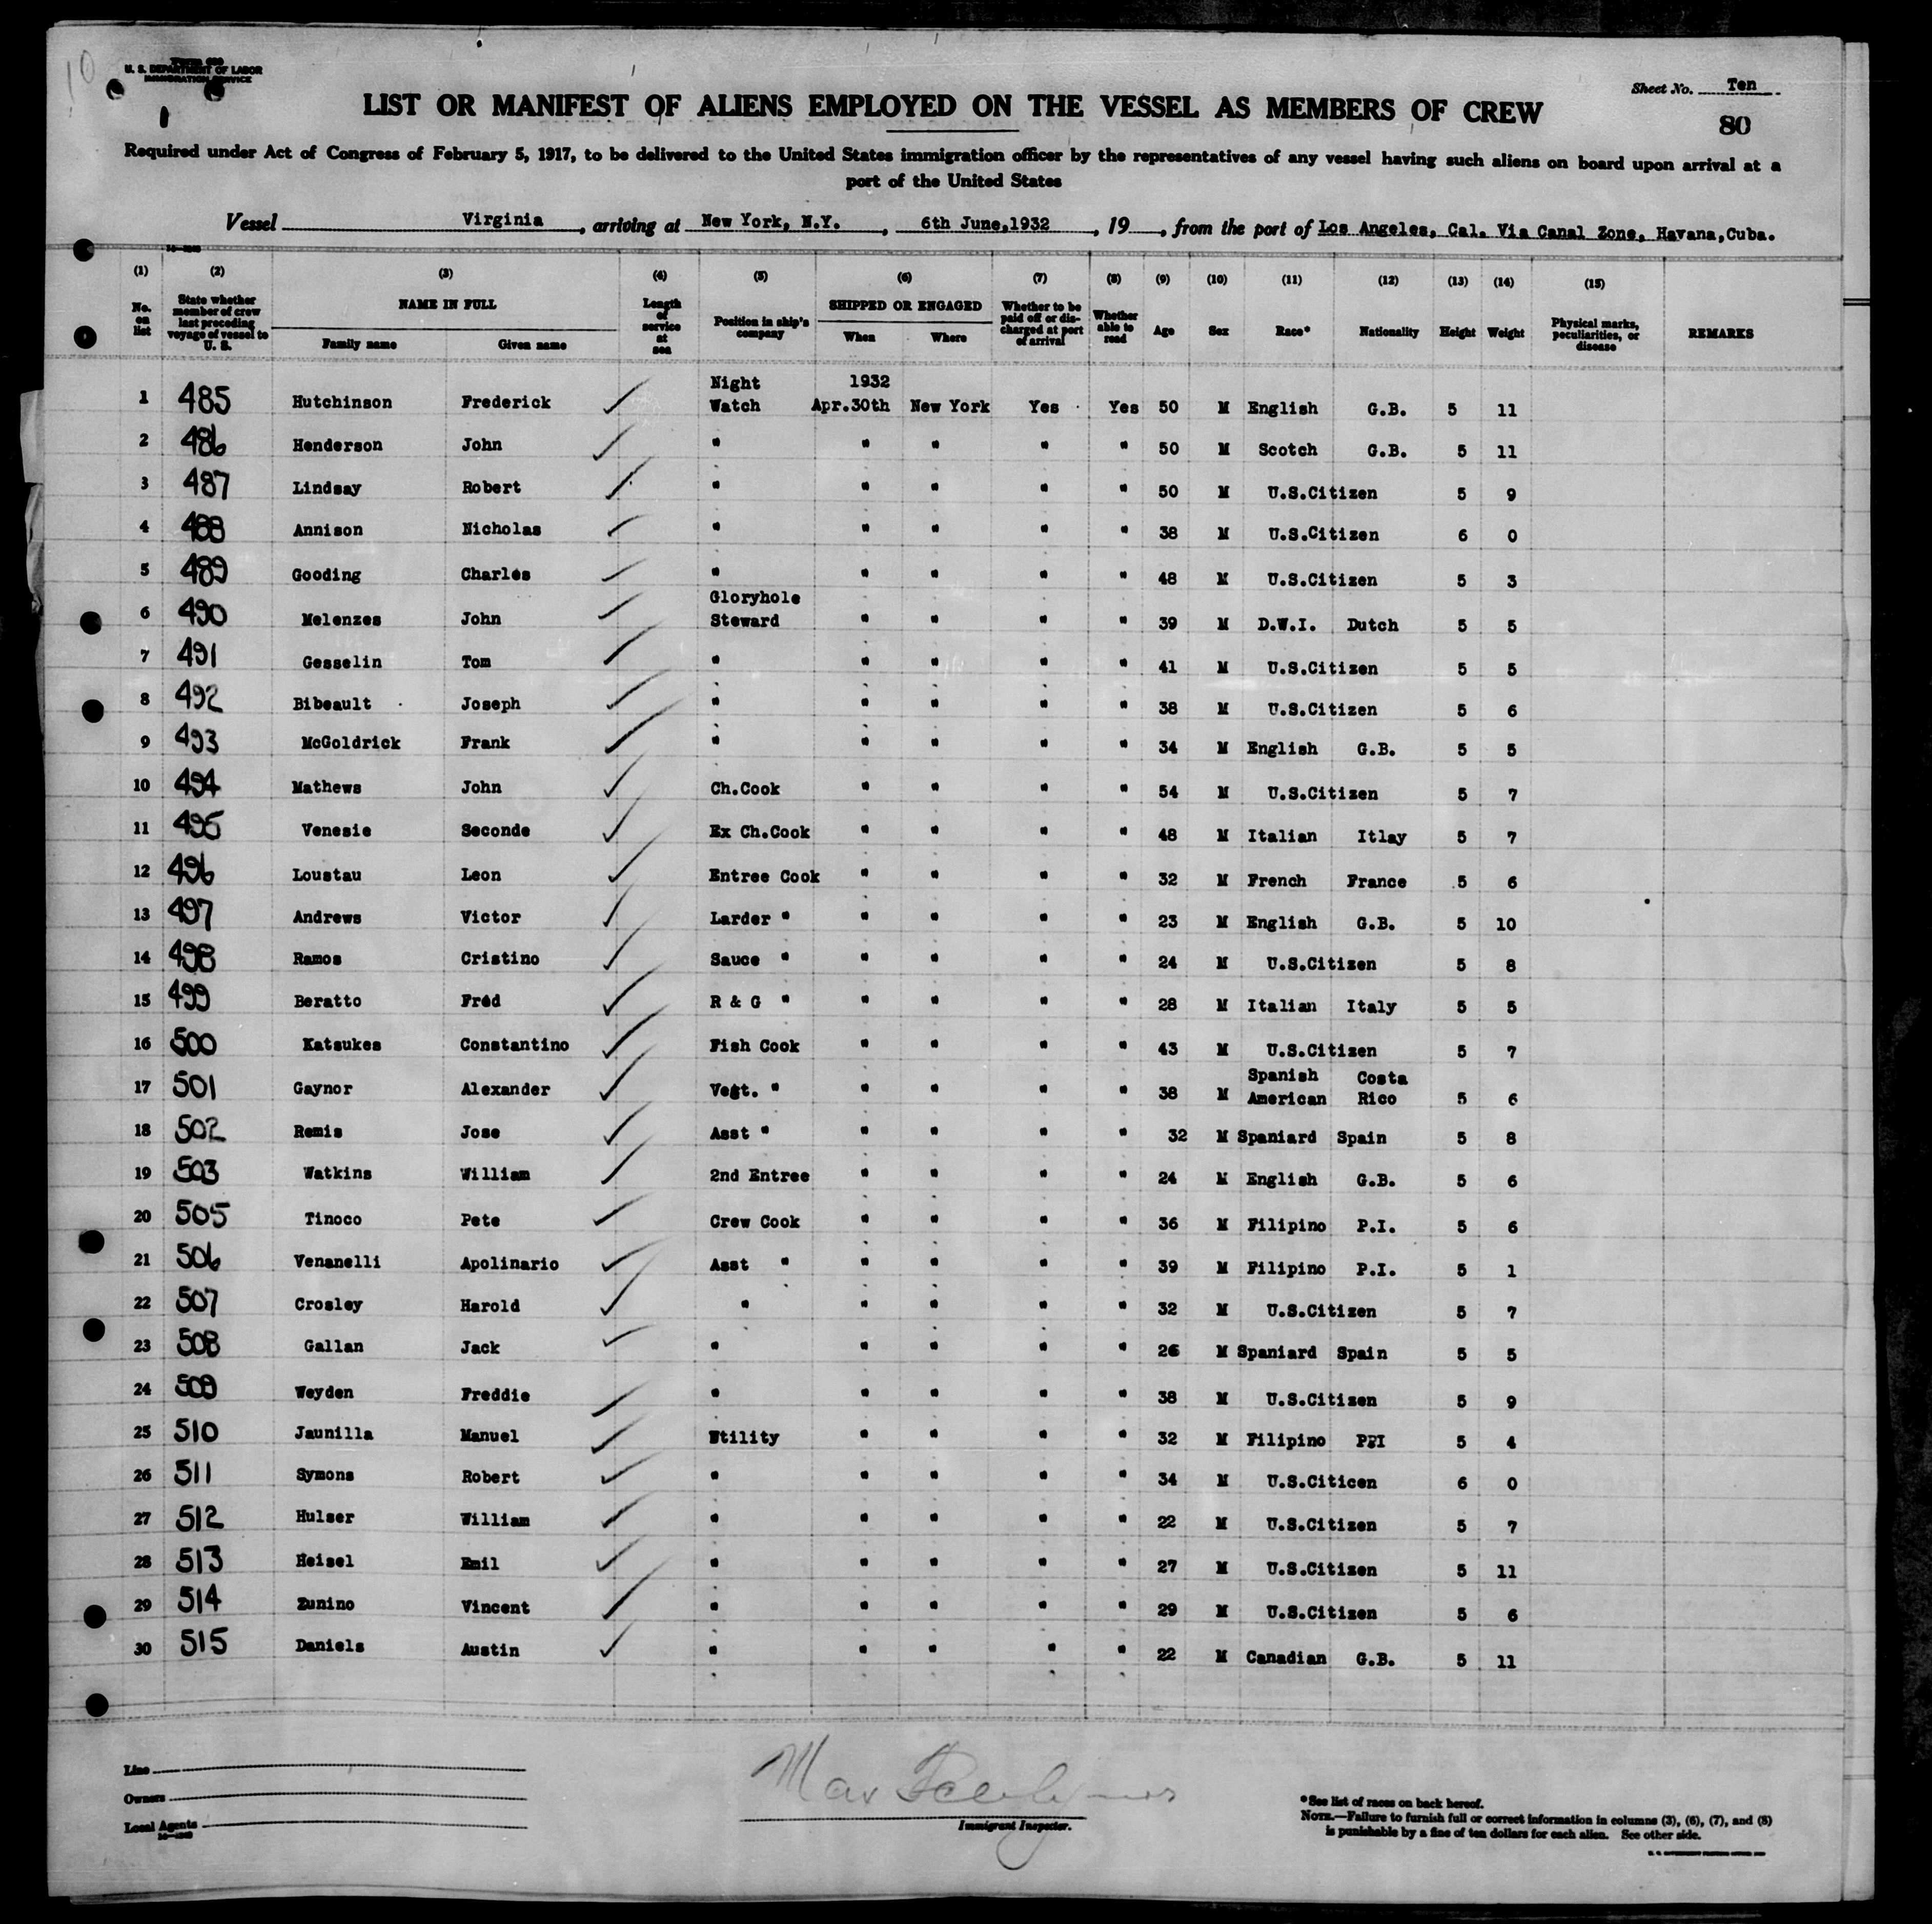 10
Form 680
U. S. DEPARTMENT OF LABOR
IMMIGRATION SERVICE
Sheet No. Ten
80
LIST OR MANIFEST OF ALIENS EMPLOYED ON THE VESSEL AS MEMBERS OF CREW
Required under Act of Congress of February 5, 1917, to be delivered to the United States immigration officer by the representatives of any vessel having such aliens on board upon arrival at a
port of the United States
Vessel Virginia, arriving at New York, N.Y., 6th June,1932, 19, from the port of Los Angeles, Cal. Via Canal Zone, Havana,Cuba.
(1) (2) (3) (4) (5) (6) (7) (8) (9) (10) (11) (12) (13) (14) (15)
No. on list State whether member of crew last preceding voyage of vessel to U. S. NAME IN FULL Family name Given name Length of service at sea Position in ship's company SHIPPED OR ENGAGED When Where Whether to be paid off or discharged at port of arrival Whether able to read Age Sex Race* Nationality Height Weight Physical marks, peculiarities, or disease REMARKS
Night 1932
1 485 Hutchinson Frederick Watch Apr.30th New York Yes Yes 50 M English G.B. 5 11
2 486 Henderson John " " " " " 50 M Scotch G.B. 5 11
3 487 Lindsay Robert " " " " " 50 M U.S.Citizen 5 9
4 488 Annison Nicholas " " " " " 38 M U.S.Citizen 6 0
5 489 Gooding Charles " " " " " 48 M U.S.Citizen 5 3
Gloryhole
6 490 Melenzes John Steward " " " " 39 M D.W.I. Dutch 5 5
7 491 Gesselin Tom " " " " " 41 M U.S.Citizen 5 5
8 492 Bibeault Joseph " " " " " 38 M U.S.Citizen 5 6
9 493 McGoldrick Frank " " " " " 34 M English G.B. 5 5
10 494 Mathews John Ch.Cook " " " " 54 M U.S.Citizen 5 7
11 495 Venesie Seconde Ex Ch.Cook " " " " 48 M Italian Itlay 5 7
12 496 Loustau Leon Entree Cook " " " " 32 M French France 5 6
13 497 Andrews Victor Larder " " " " " 23 M English G.B. 5 10
14 498 Ramos Cristino Sauce " " " " " 24 M U.S.Citizen 5 8
15 499 Beratto Fred R & G " " " " " 28 M Italian Italy 5 5
16 500 Katsukes Constantino Fish Cook " " " " 43 M U.S.Citizen 5 7
Spanish Costa
17 501 Gaynor Alexander Vegt. " " " " " 38 M American Rico 5 6
18 502 Remis Jose Asst " " " " " 32 M Spaniard Spain 5 8
19 503 Watkins William 2nd Entree " " " " 24 M English G.B. 5 6
20 505 Tinoco Pete Crew Cook " " " " 36 M Filipino P.I. 5 6
21 506 Venanelli Apolinario Asst " " " " " 39 M Filipino P.I. 5 1
22 507 Crosley Harold " " " " " 32 M U.S.Citizen 5 7
23 508 Gallan Jack " " " " " 26 M Spaniard Spain 5 5
24 509 Weyden Freddie " " " " " 38 M U.S.Citizen 5 9
25 510 Jaunilla Manuel Utility " " " " 32 M Filipino PPI 5 4
26 511 Symons Robert " " " " " 34 M U.S.Citicen 6 0
27 512 Hulser William " " " " " 22 M U.S.Citizen 5 7
28 513 Heisel Emil " " " " " 27 M U.S.Citizen 5 11
29 514 Zunino Vincent " " " " " 29 M U.S.Citizen 5 6
30 515 Daniels Austin " " " " " 22 M Canadian G.B. 5 11
Line
Owners
Local Agents
Max
Immigrant Inspector.
*See list of races on back hereof.
NOTE.—Failure to furnish full or correct information in columns (3), (6), (7), and (8)
is punishable by a fine of ten dollars for each alien. See other side.